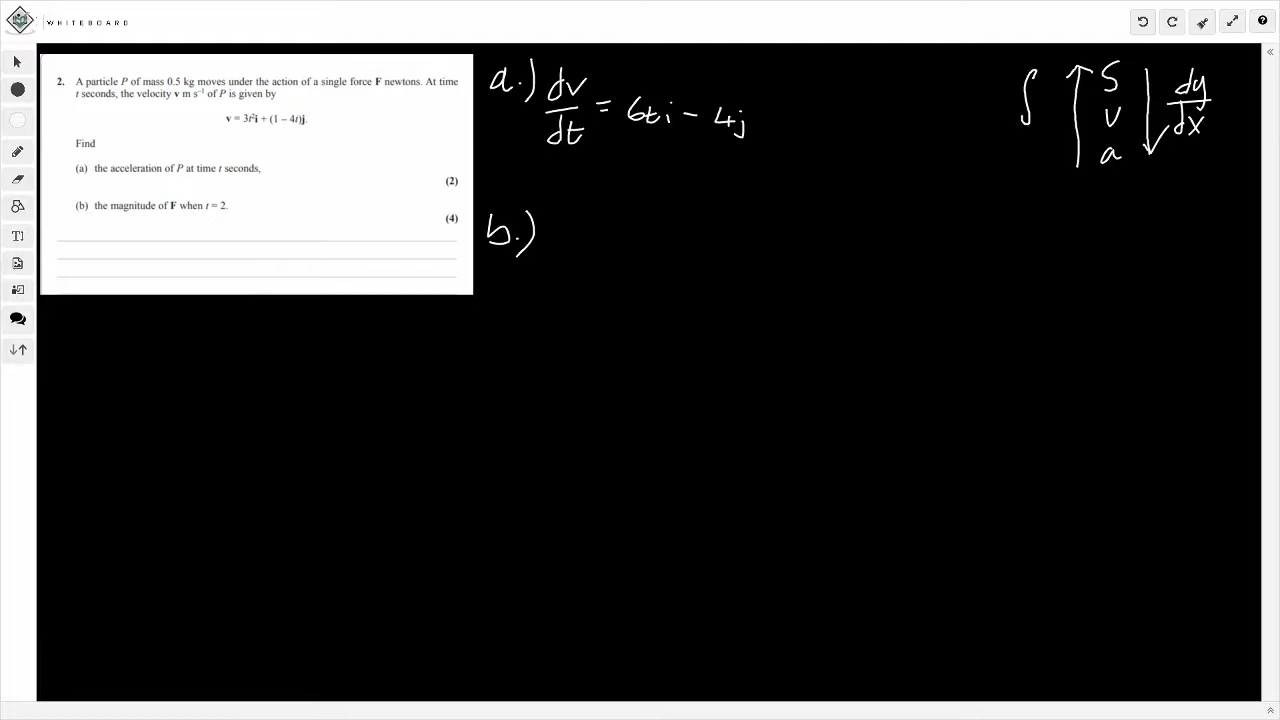 WHITEBOARD
2. A particle P of mass 0.5 kg moves under the action of a single force F newtons. At time
t seconds, the velocity v m s⁻¹ of P is given by
v = 3t²i + (1 – 4t)j.
Find
(a) the acceleration of P at time t seconds,
(2)
(b) the magnitude of F when t = 2.
(4)
a.) dv/dt = 6ti - 4j
b.)
∫ ↑ S ↓ dy/dx
v
a